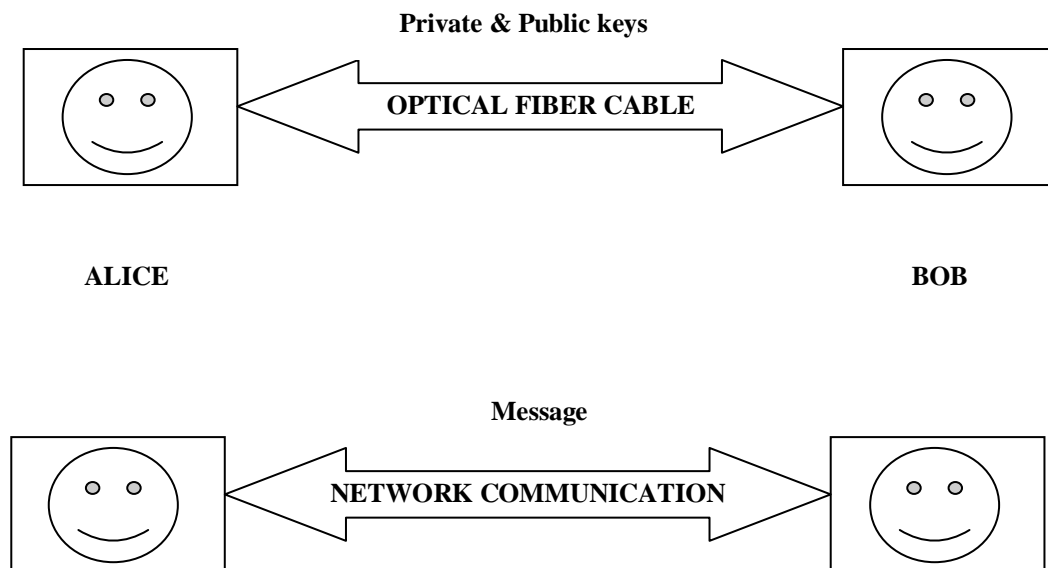 Private & Public keys
OPTICAL FIBER CABLE
ALICE
BOB
Message
NETWORK COMMUNICATION